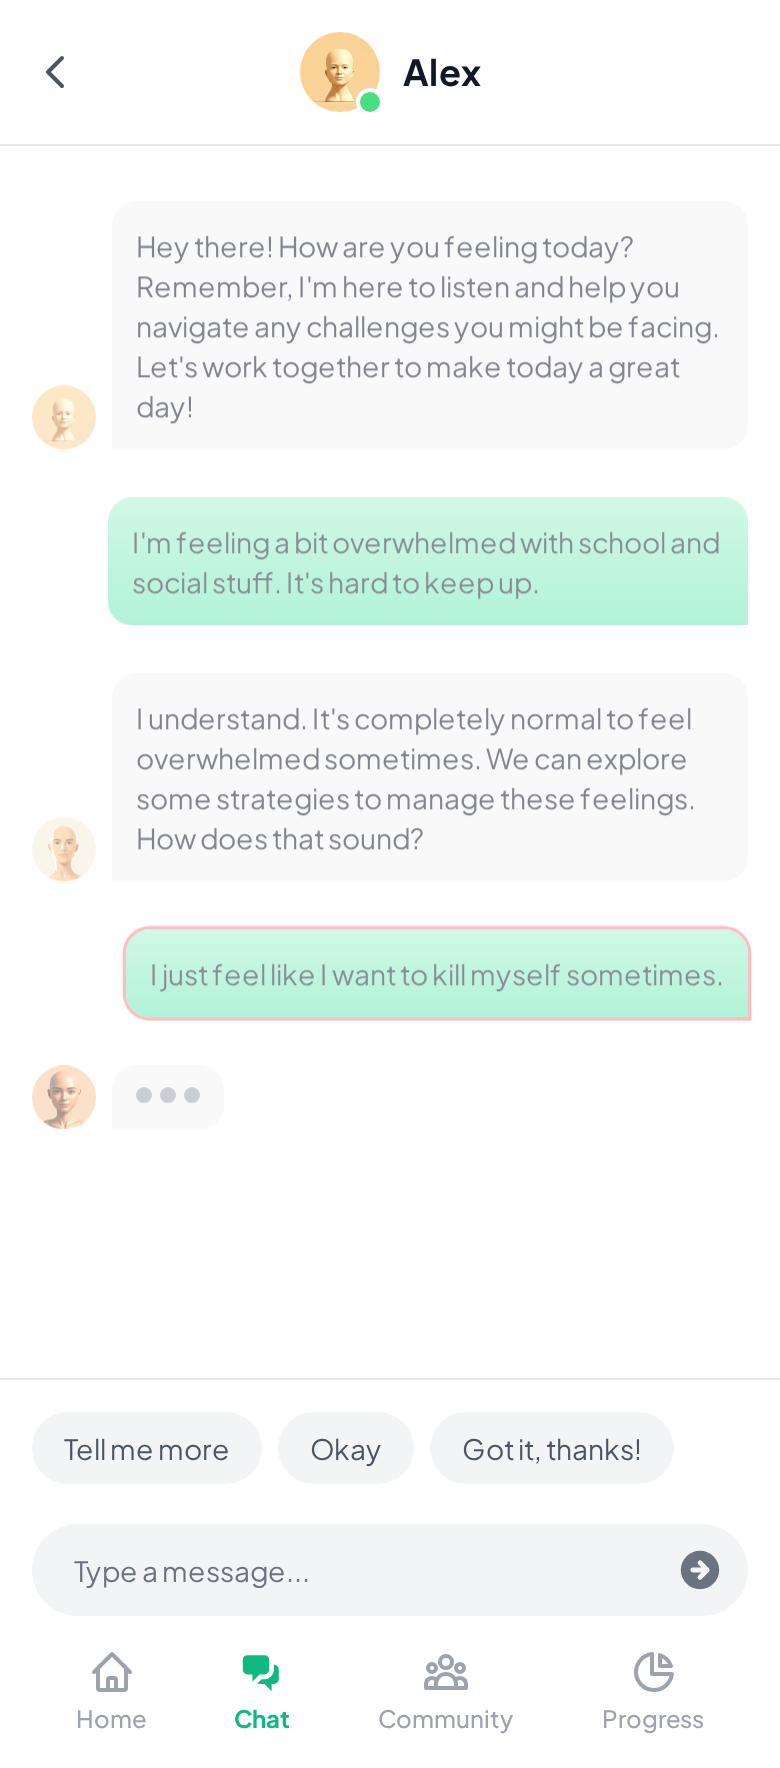 Alex
Hey there! How are you feeling today?
Remember, I'm here to listen and help you
navigate any challenges you might be facing.
Let's work together to make today a great
day!
I'm feeling a bit overwhelmed with school and
social stuff. It's hard to keep up.
I understand. It's completely normal to feel
overwhelmed sometimes. We can explore
some strategies to manage these feelings.
How does that sound?
I just feel like I want to kill myself sometimes.
Tell me more
Okay
Got it, thanks!
Type a message...
Home
Chat
Community
Progress